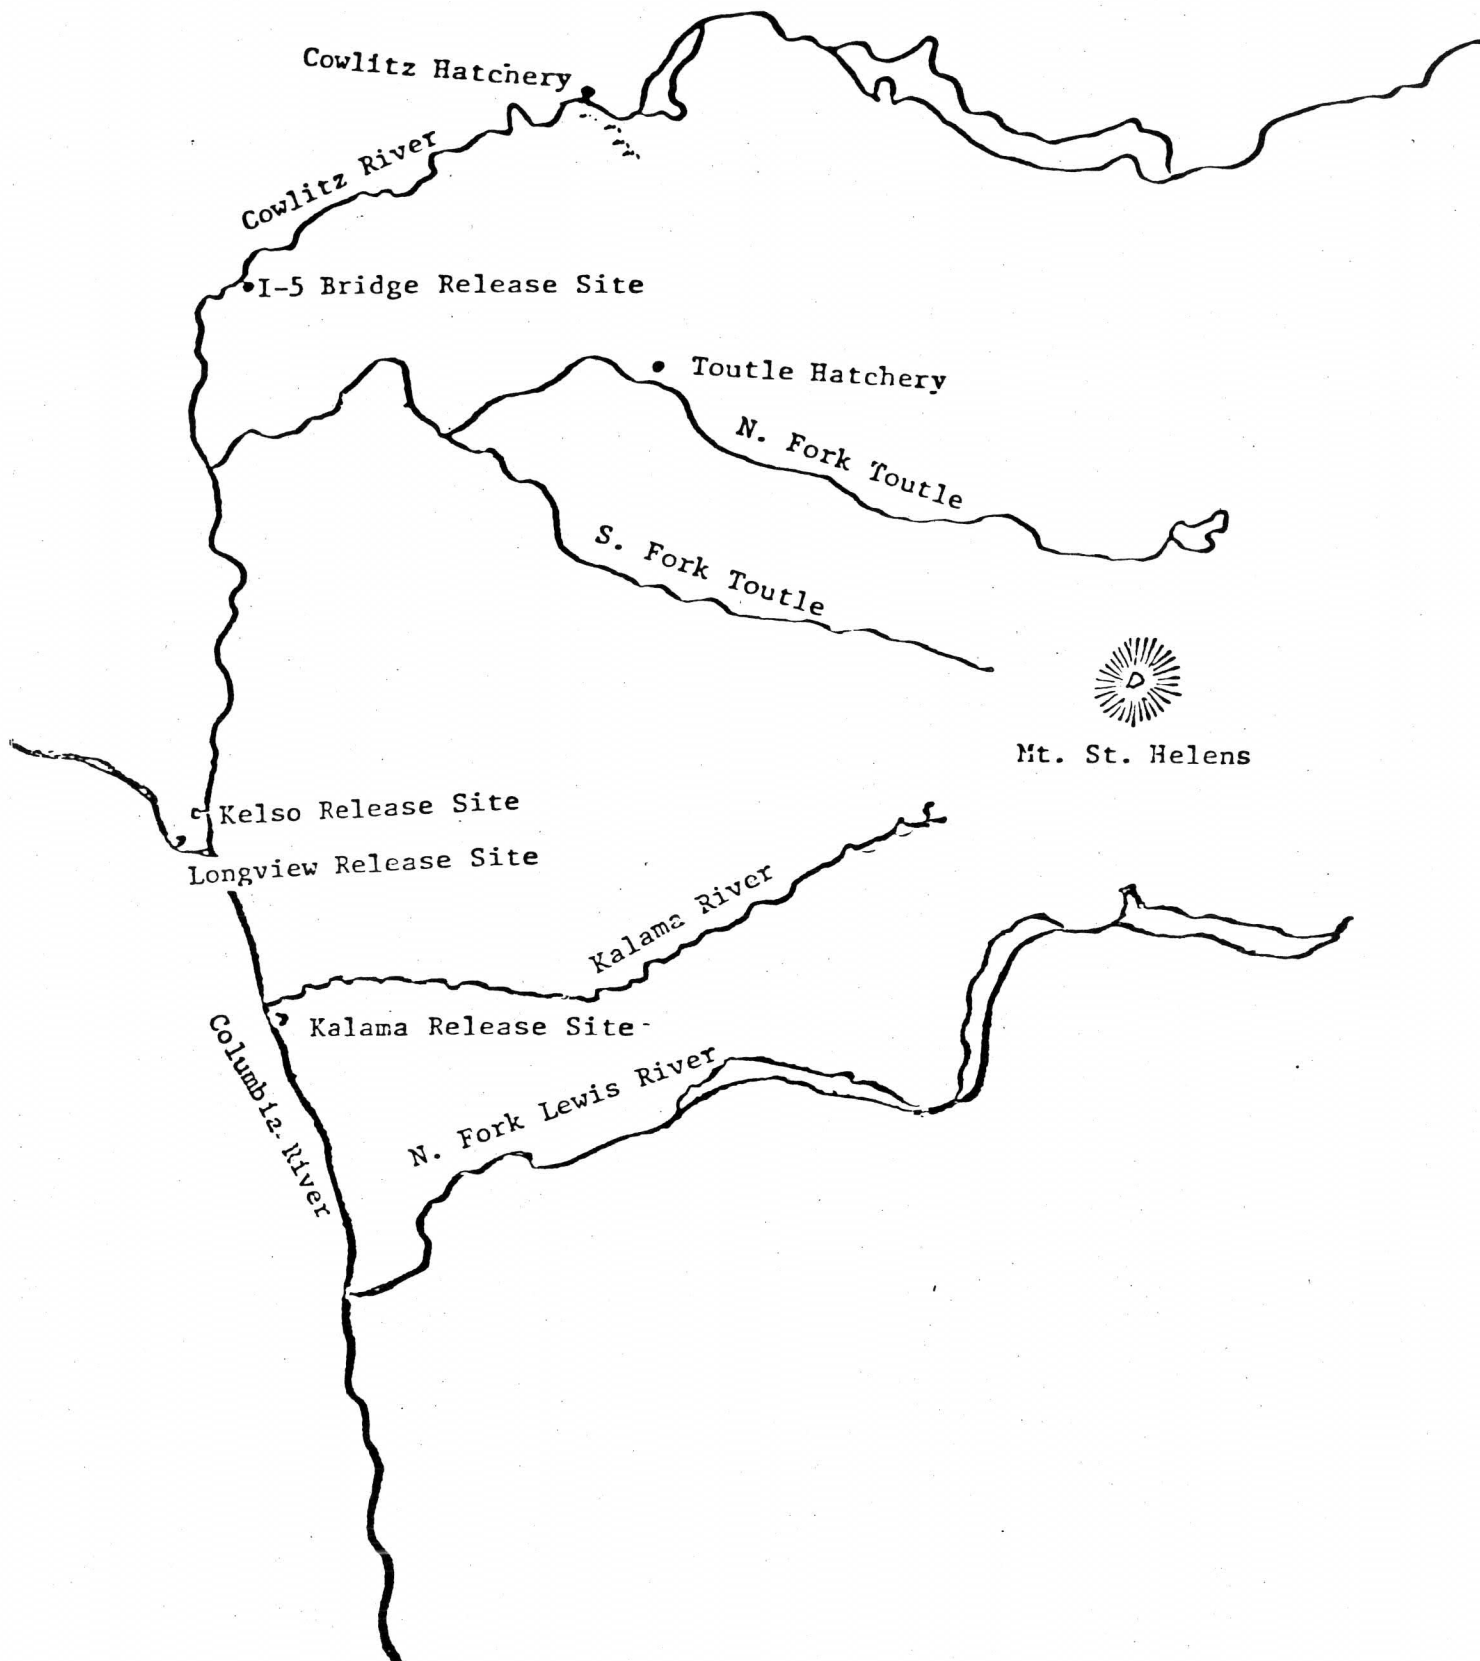 Cowlitz Hatchery
Cowlitz River
I-5 Bridge Release Site
Toutle Hatchery
N. Fork Toutle
S. Fork Toutle
Mt. St. Helens
Kelso Release Site
Longview Release Site
Kalama River
Kalama Release Site
Columbia River
N. Fork Lewis River